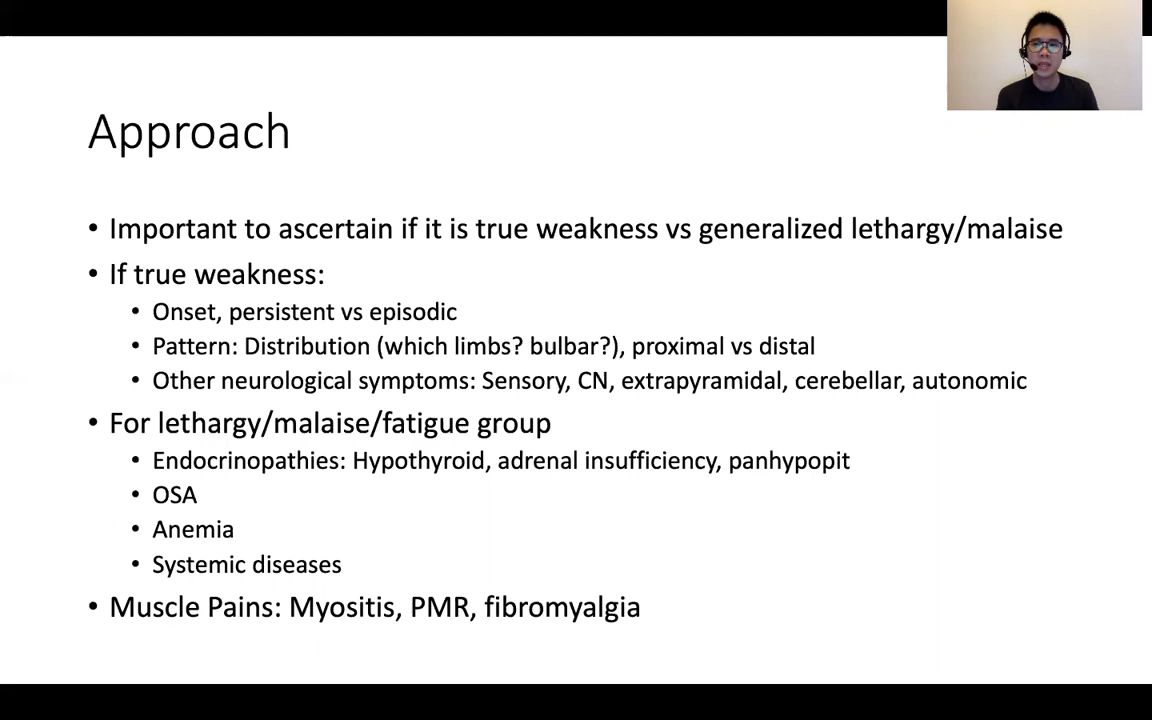 Approach
• Important to ascertain if it is true weakness vs generalized lethargy/malaise
• If true weakness:
• Onset, persistent vs episodic
• Pattern: Distribution (which limbs? bulbar?), proximal vs distal
• Other neurological symptoms: Sensory, CN, extrapyramidal, cerebellar, autonomic
• For lethargy/malaise/fatigue group
• Endocrinopathies: Hypothyroid, adrenal insufficiency, panhypopit
• OSA
• Anemia
• Systemic diseases
• Muscle Pains: Myositis, PMR, fibromyalgia